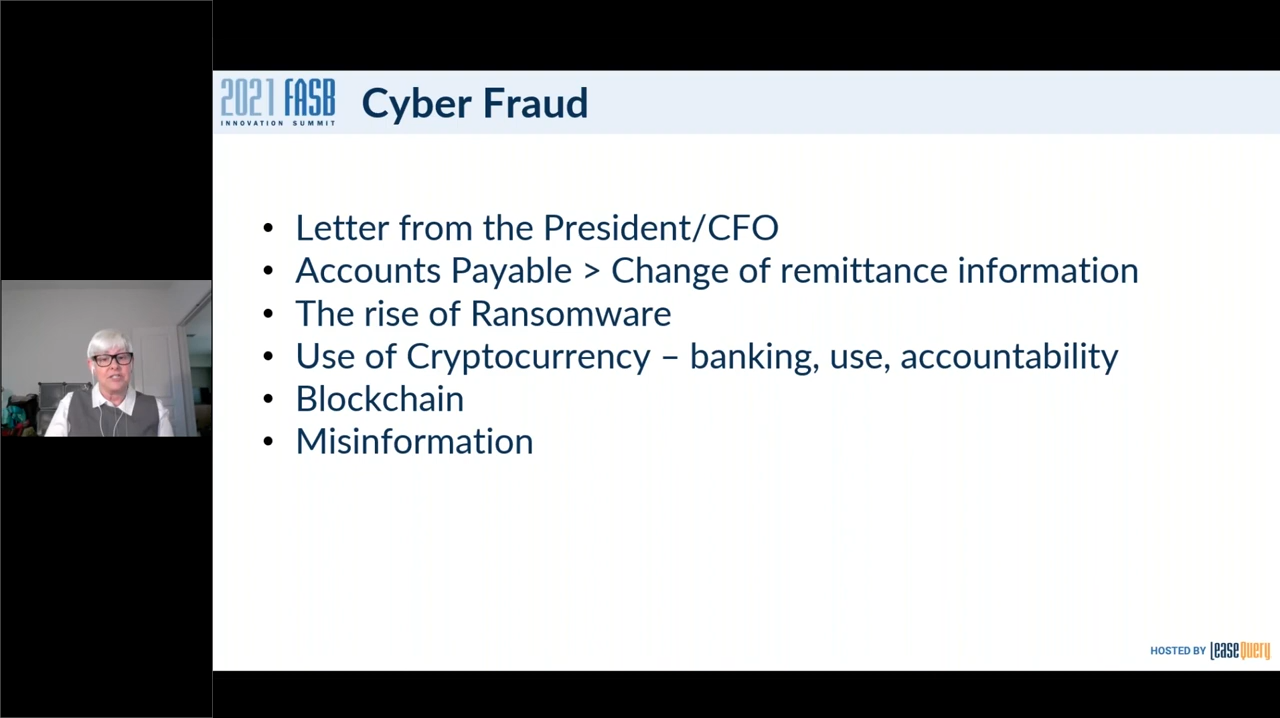 2021 FASB
INNOVATION SUMMIT
Cyber Fraud
• Letter from the President/CFO
• Accounts Payable > Change of remittance information
• The rise of Ransomware
• Use of Cryptocurrency – banking, use, accountability
• Blockchain
• Misinformation
HOSTED BY LeaseQuery